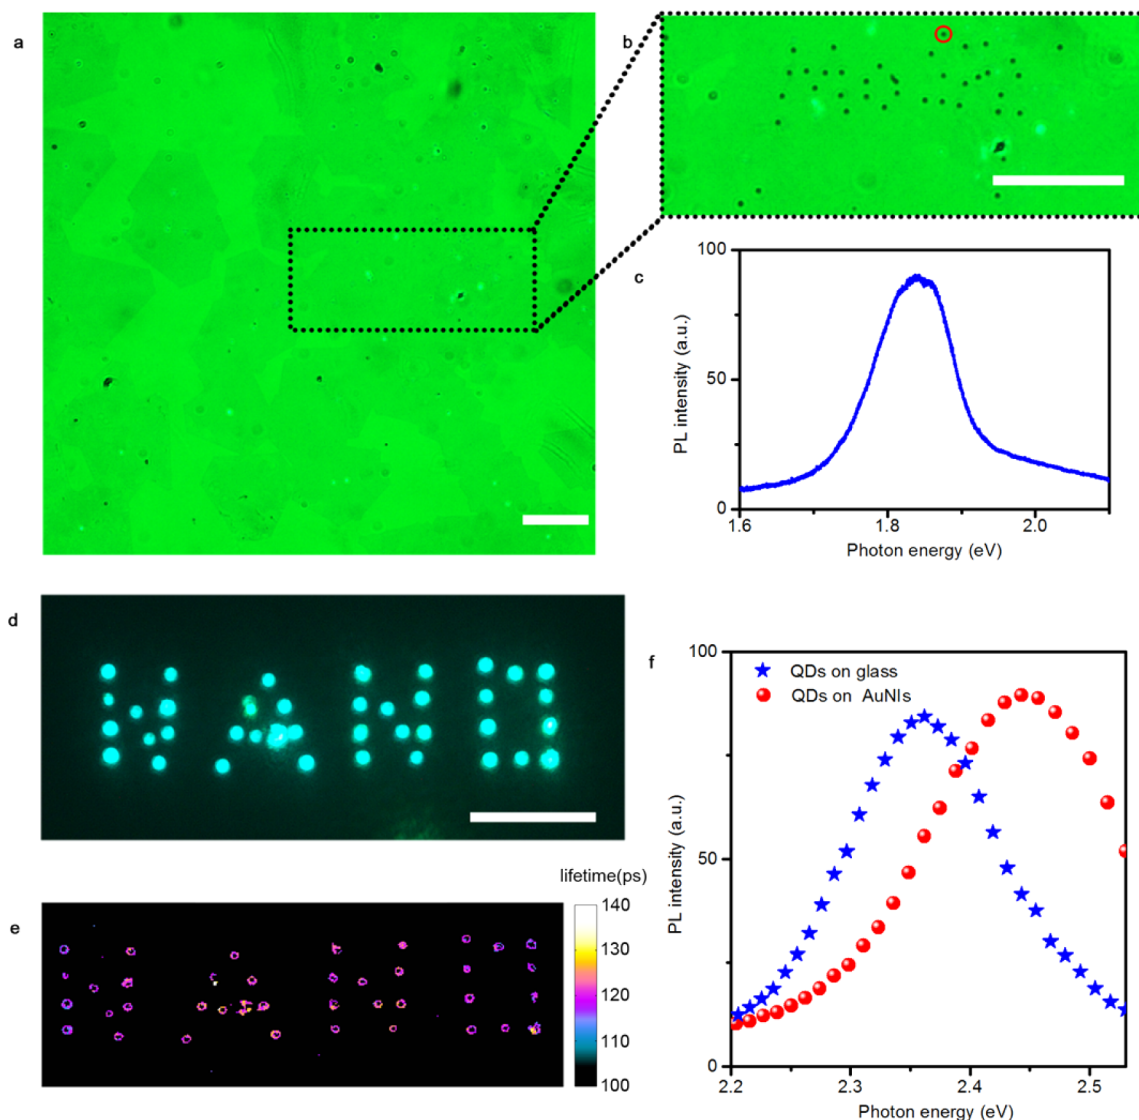 a
b
c
100
50
0
PL intensity (a.u.)
1.6
1.8
2.0
Photon energy (eV)
d
NANO
e
lifetime(ps)
140
130
120
110
100
f
QDs on glass
QDs on AuNIs
100
50
0
PL intensity (a.u.)
2.2
2.3
2.4
2.5
Photon energy (eV)